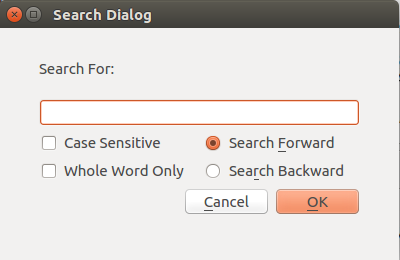 Search Dialog
Search For:
Case Sensitive
Search Forward
Whole Word Only
Search Backward
Cancel
OK